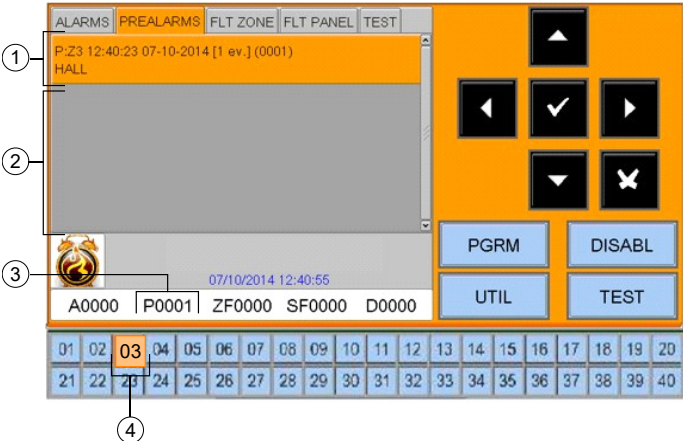 ALARMS PREALARMS FLT ZONE FLT PANEL TEST
1
P:Z3 12:40:23 07-10-2014 [1 ev.] (0001)
HALL
2
PGRM DISABL
3
07/10/2014 12:40:55
A0000 P0001 ZF0000 SF0000 D0000
UTIL TEST
01 02 03 04 05 06 07 08 09 10 11 12 13 14 15 16 17 18 19 20
21 22 23 24 25 26 27 28 29 30 31 32 33 34 35 36 37 38 39 40
4